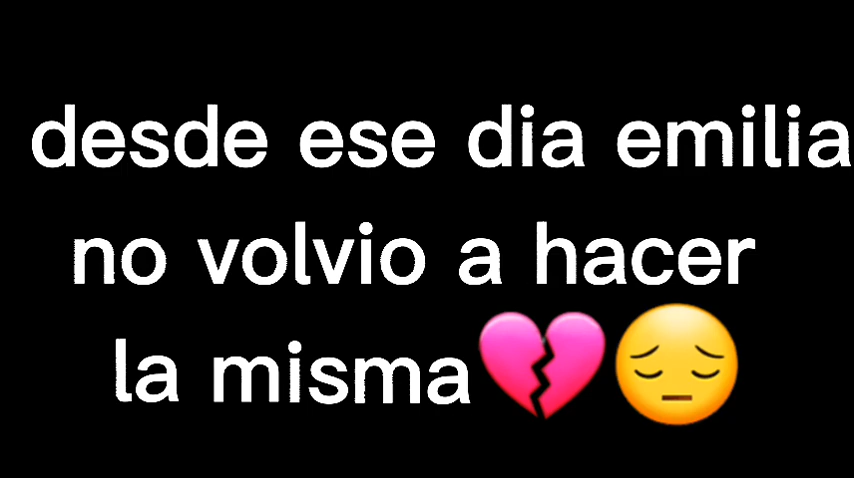 desde ese dia emilia
no volvio a hacer
la misma💔😔